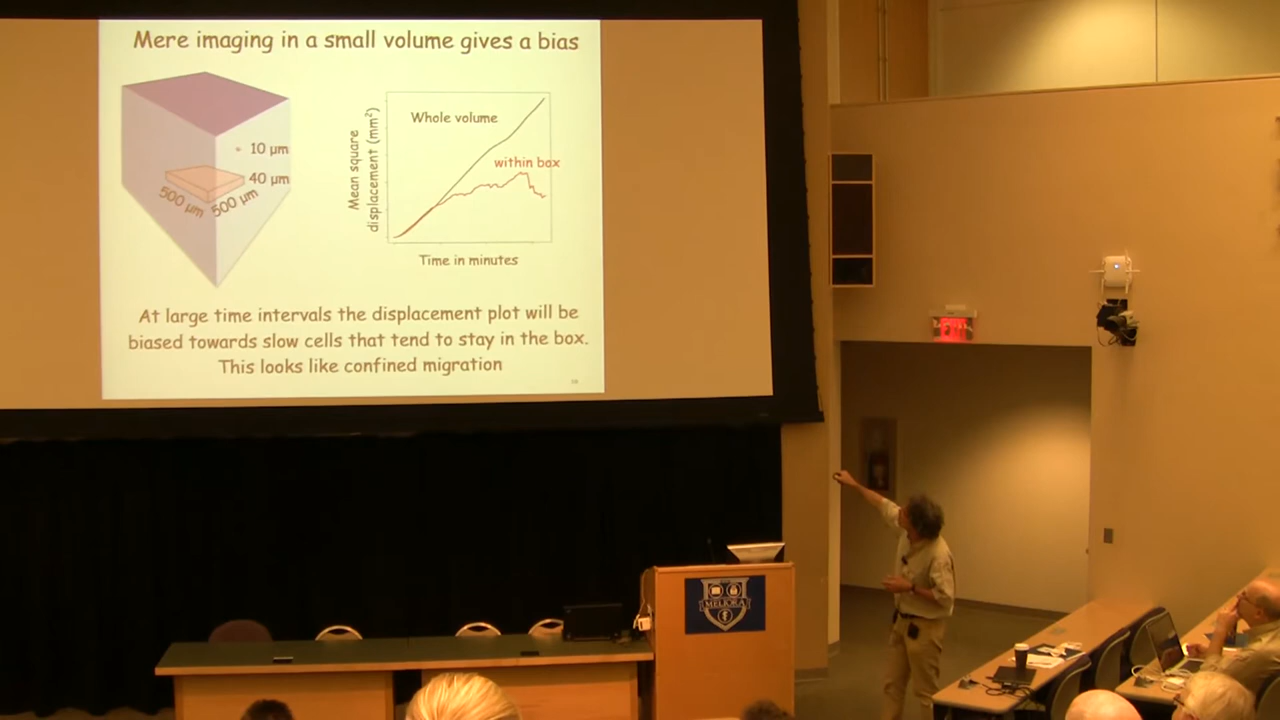 Mere imaging in a small volume gives a bias
10 µm
40 µm
500 µm
500 µm
Mean square
displacement (mm²)
Whole volume
within box
Time in minutes
At large time intervals the displacement plot will be
biased towards slow cells that tend to stay in the box.
This looks like confined migration
EXIT
MELIORA